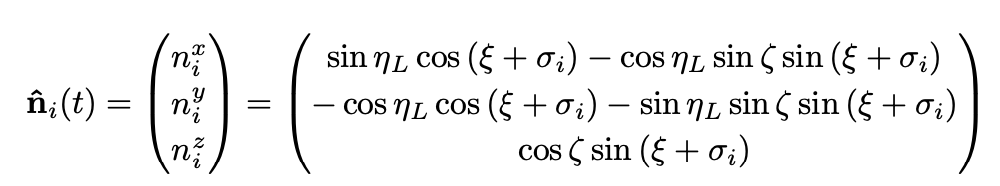 n̂ᵢ(t) = (nᵢˣ nᵢʸ nᵢᶻ) = (
sin η_L cos (ξ + σᵢ) − cos η_L sin ζ sin (ξ + σᵢ)
− cos η_L cos (ξ + σᵢ) − sin η_L sin ζ sin (ξ + σᵢ)
cos ζ sin (ξ + σᵢ)
)